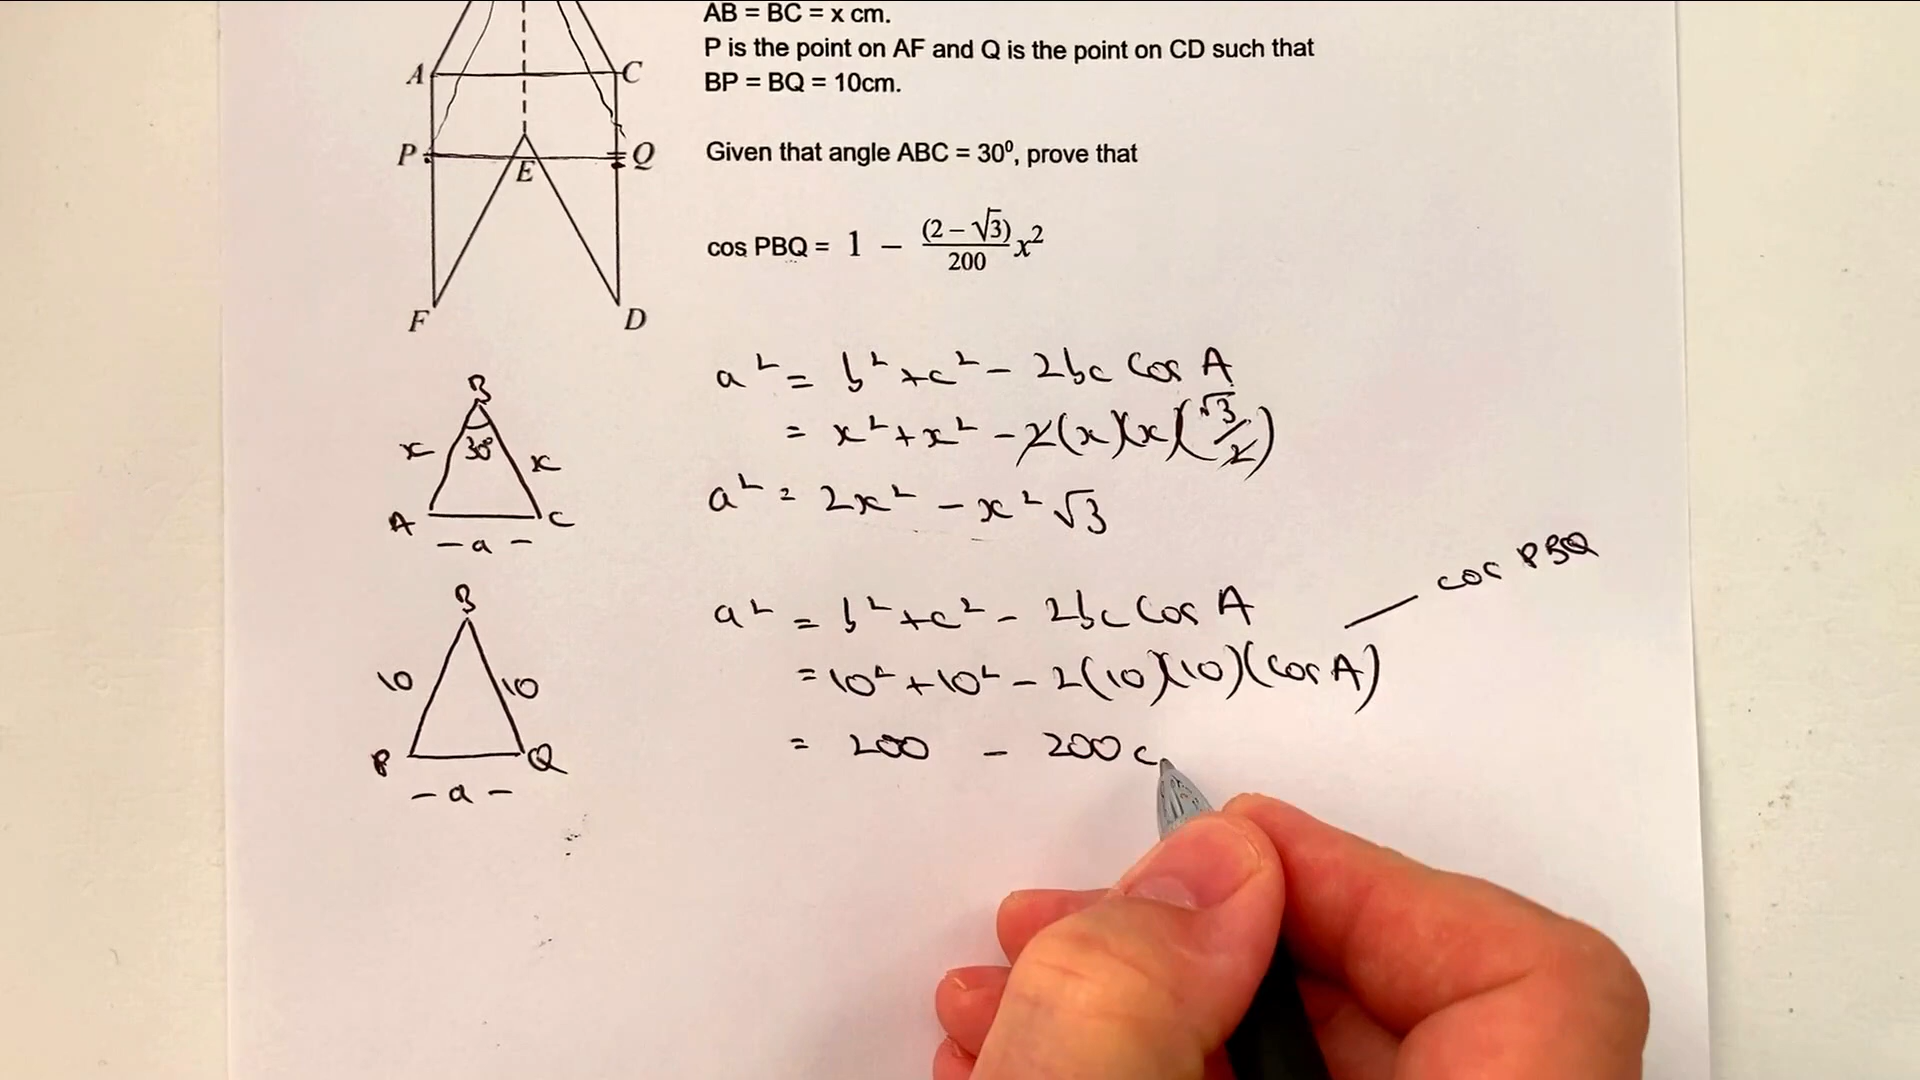 AB = BC = x cm.
P is the point on AF and Q is the point on CD such that
BP = BQ = 10cm.
A C
P Q
E
Given that angle ABC = 30⁰, prove that
cos PBQ = 1 − (2 − √3)/200 x²
F D
a² = b² + c² − 2bc Cos A
= x² + x² − 2(x)(x)(√3/2)
a² = 2x² − x²√3
B
x 30° x
A C
− a −
cos PBQ
a² = b² + c² − 2bc Cos A
= 10² + 10² − 2(10)(10)(Cos A)
= 200 − 200 c
B
10 10
P Q
− a −